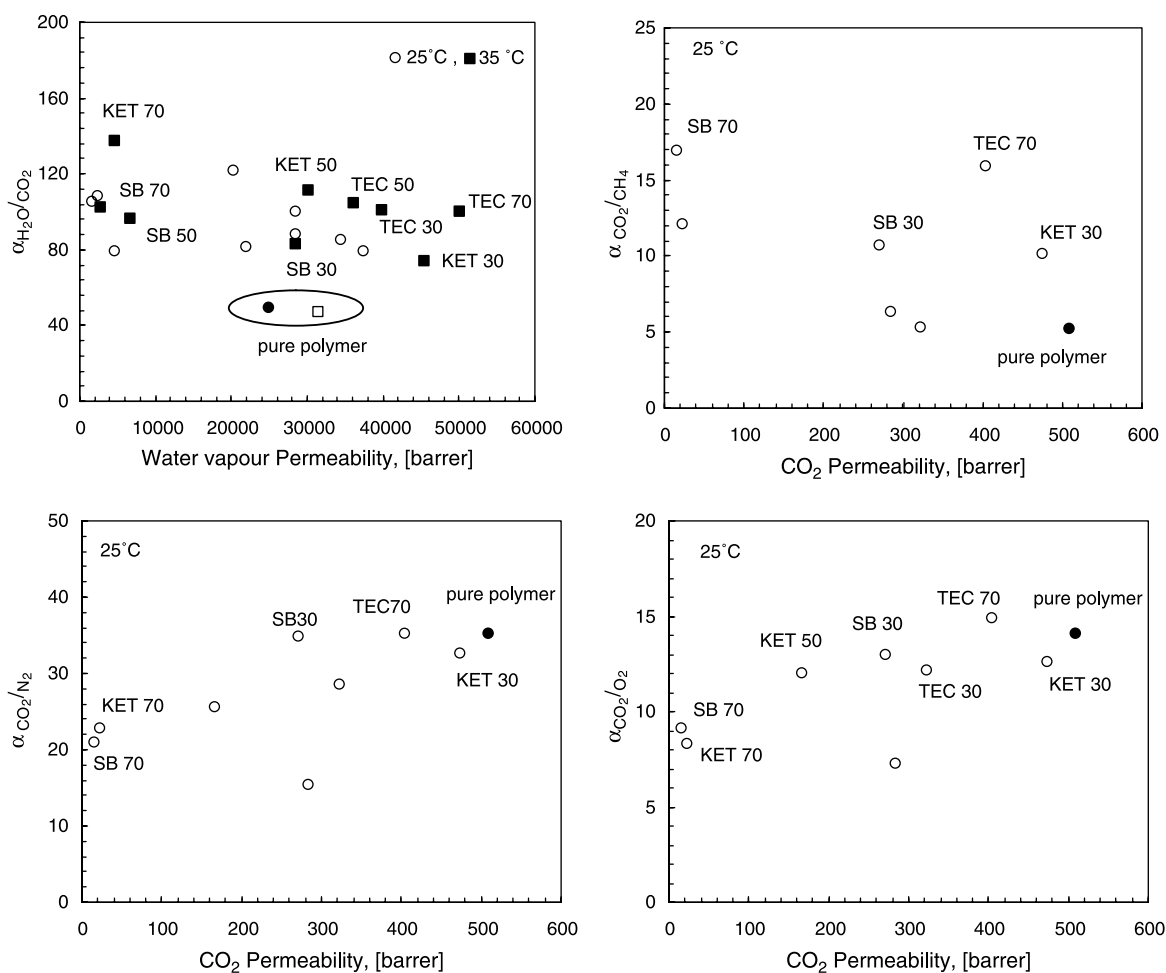 200
160
120
80
40
0
α H2O/CO2
○ 25°C , ■ 35 °C
KET 70
KET 50
SB 70
TEC 50
TEC 70
TEC 30
SB 50
SB 30
KET 30
pure polymer
0 10000 20000 30000 40000 50000 60000
Water vapour Permeability, [barrer]
25
20
15
10
5
0
α CO2/CH4
25 °C
SB 70
TEC 70
SB 30
KET 30
pure polymer
0 100 200 300 400 500 600
CO2 Permeability, [barrer]
50
40
30
20
10
0
α CO2/N2
25°C
pure polymer
SB30
TEC70
KET 30
KET 70
SB 70
0 100 200 300 400 500 600
CO2 Permeability, [barrer]
20
15
10
5
0
αCO2/O2
25°C
TEC 70
pure polymer
KET 50
SB 30
TEC 30
KET 30
SB 70
KET 70
0 100 200 300 400 500 600
CO2 Permeability, [barrer]